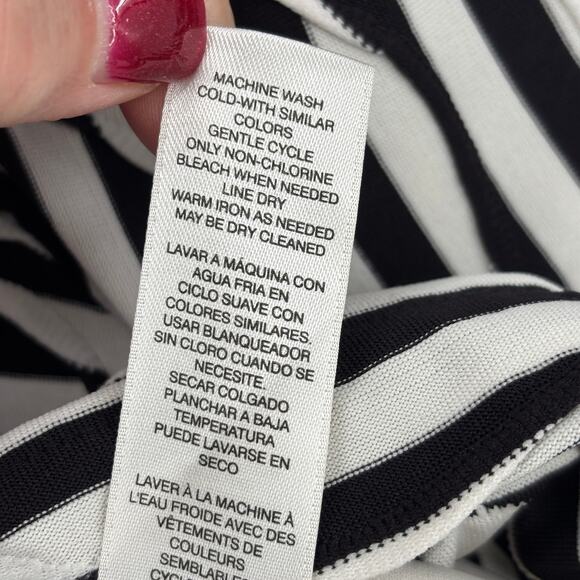 MACHINE WASH
COLD-WITH SIMILAR
COLORS
GENTLE CYCLE
ONLY NON-CHLORINE
BLEACH WHEN NEEDED
LINE DRY
WARM IRON AS NEEDED
MAY BE DRY CLEANED
LAVAR A MÁQUINA CON
AGUA FRIA EN
CICLO SUAVE CON
COLORES SIMILARES.
USAR BLANQUEADOR
SIN CLORO CUANDO SE
NECESITE.
SECAR COLGADO
PLANCHAR A BAJA
TEMPERATURA
PUEDE LAVARSE EN
SECO
LAVER À LA MACHINE À
L'EAU FROIDE AVEC DES
VÊTEMENTS DE
COULEURS
SEMBLABLES